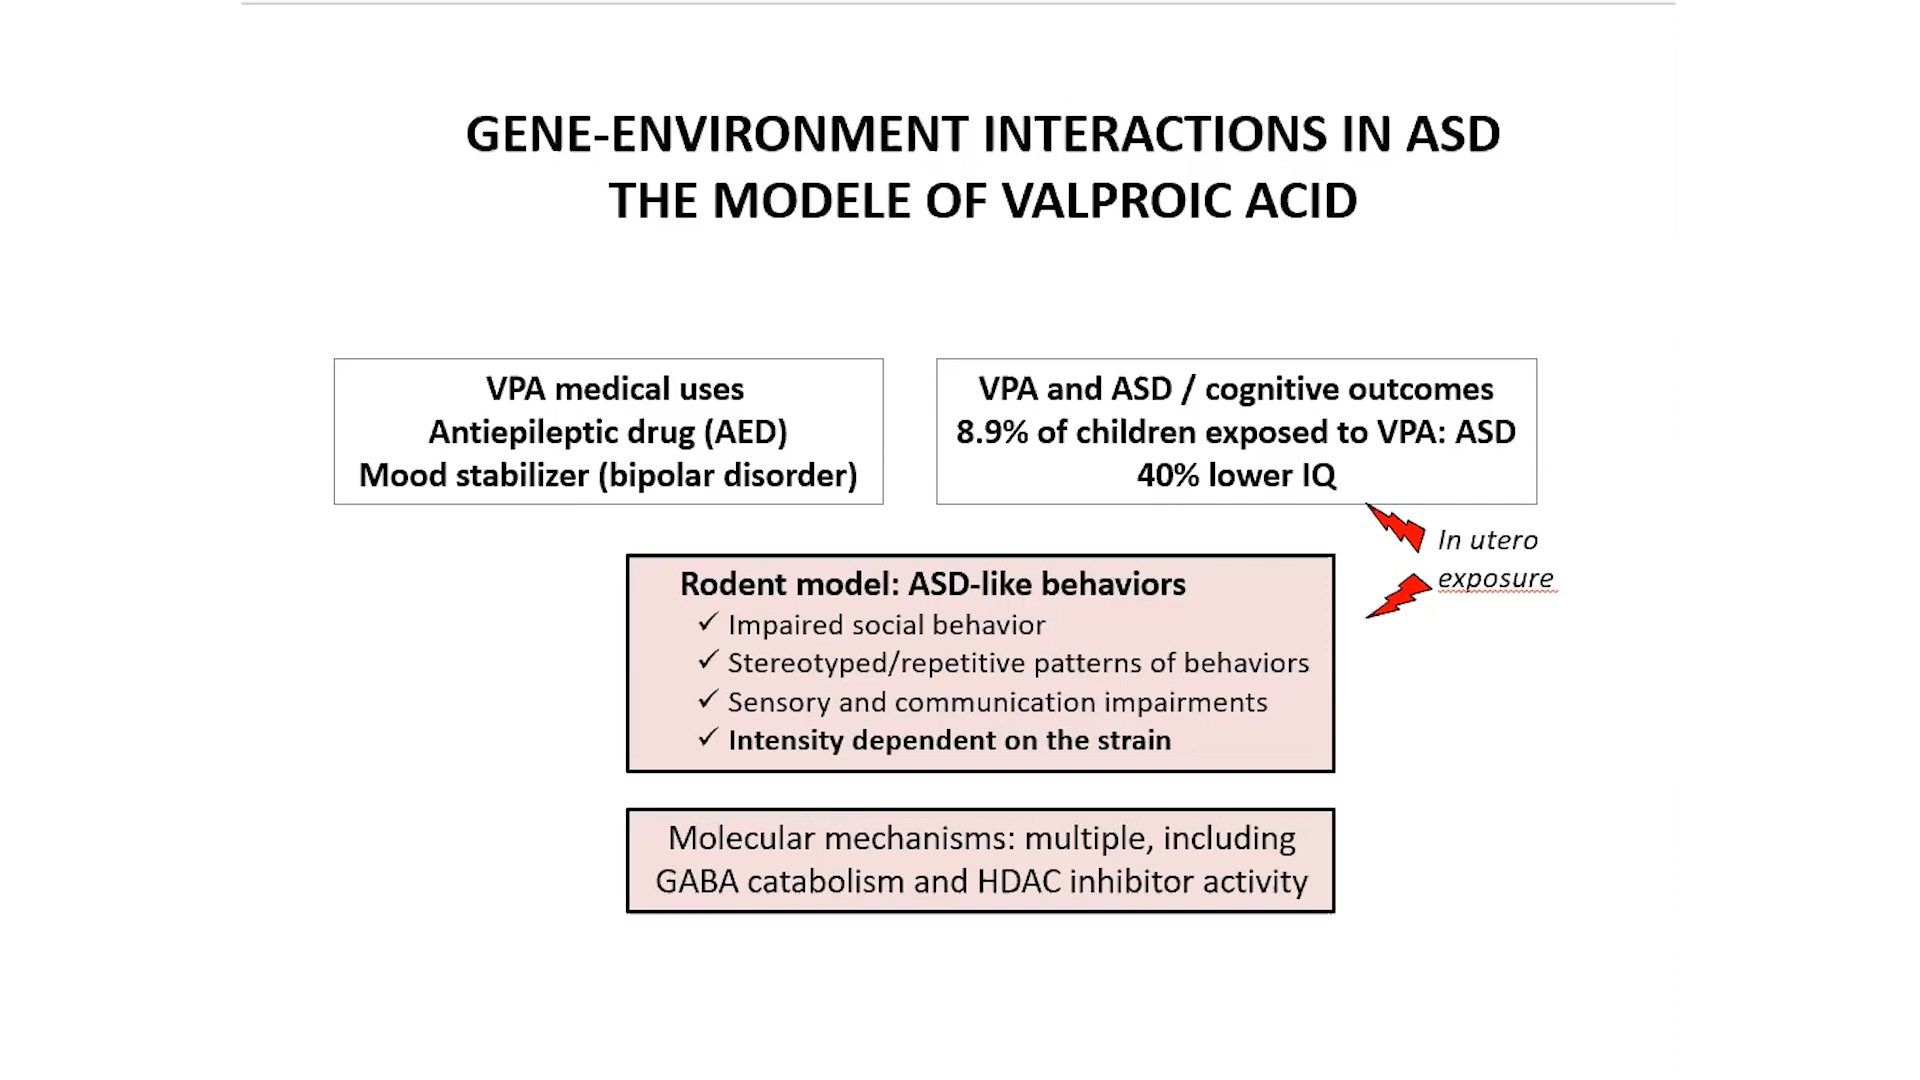 GENE-ENVIRONMENT INTERACTIONS IN ASD
THE MODELE OF VALPROIC ACID
VPA medical uses
Antiepileptic drug (AED)
Mood stabilizer (bipolar disorder)
VPA and ASD / cognitive outcomes
8.9% of children exposed to VPA: ASD
40% lower IQ
In utero
exposure
Rodent model: ASD-like behaviors
✓ Impaired social behavior
✓ Stereotyped/repetitive patterns of behaviors
✓ Sensory and communication impairments
✓ Intensity dependent on the strain
Molecular mechanisms: multiple, including
GABA catabolism and HDAC inhibitor activity